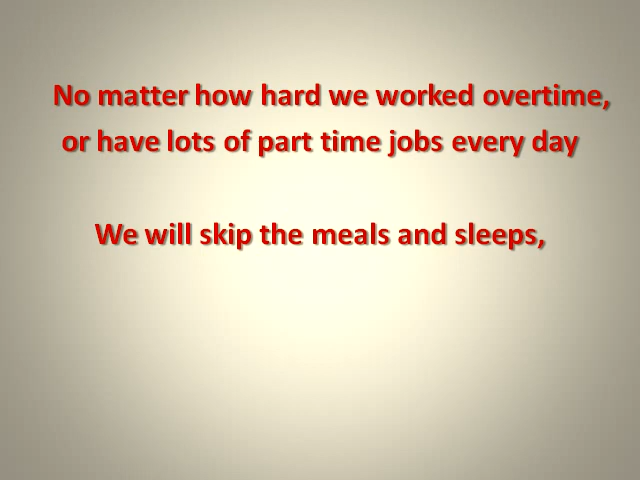 No matter how hard we worked overtime,
or have lots of part time jobs every day
We will skip the meals and sleeps,